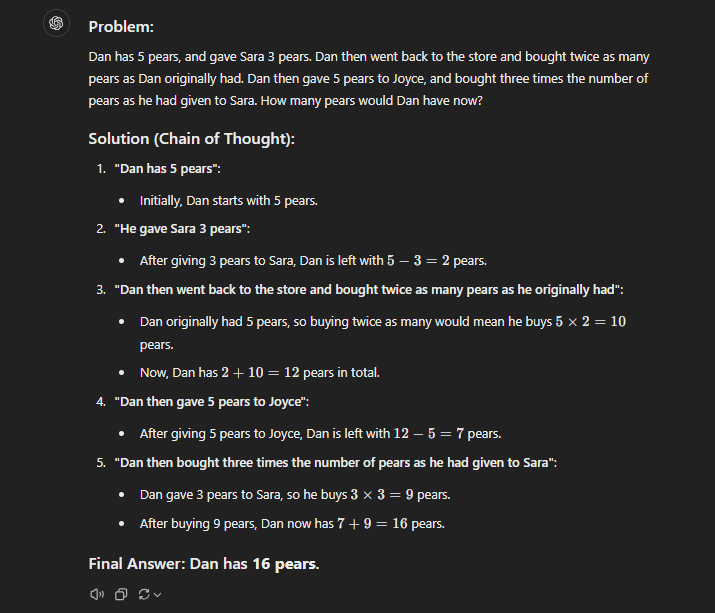 Problem:
Dan has 5 pears, and gave Sara 3 pears. Dan then went back to the store and bought twice as many
pears as Dan originally had. Dan then gave 5 pears to Joyce, and bought three times the number of
pears as he had given to Sara. How many pears would Dan have now?
Solution (Chain of Thought):
1. "Dan has 5 pears":
• Initially, Dan starts with 5 pears.
2. "He gave Sara 3 pears":
• After giving 3 pears to Sara, Dan is left with 5 − 3 = 2 pears.
3. "Dan then went back to the store and bought twice as many pears as he originally had":
• Dan originally had 5 pears, so buying twice as many would mean he buys 5 × 2 = 10
pears.
• Now, Dan has 2 + 10 = 12 pears in total.
4. "Dan then gave 5 pears to Joyce":
• After giving 5 pears to Joyce, Dan is left with 12 − 5 = 7 pears.
5. "Dan then bought three times the number of pears as he had given to Sara":
• Dan gave 3 pears to Sara, so he buys 3 × 3 = 9 pears.
• After buying 9 pears, Dan now has 7 + 9 = 16 pears.
Final Answer: Dan has 16 pears.